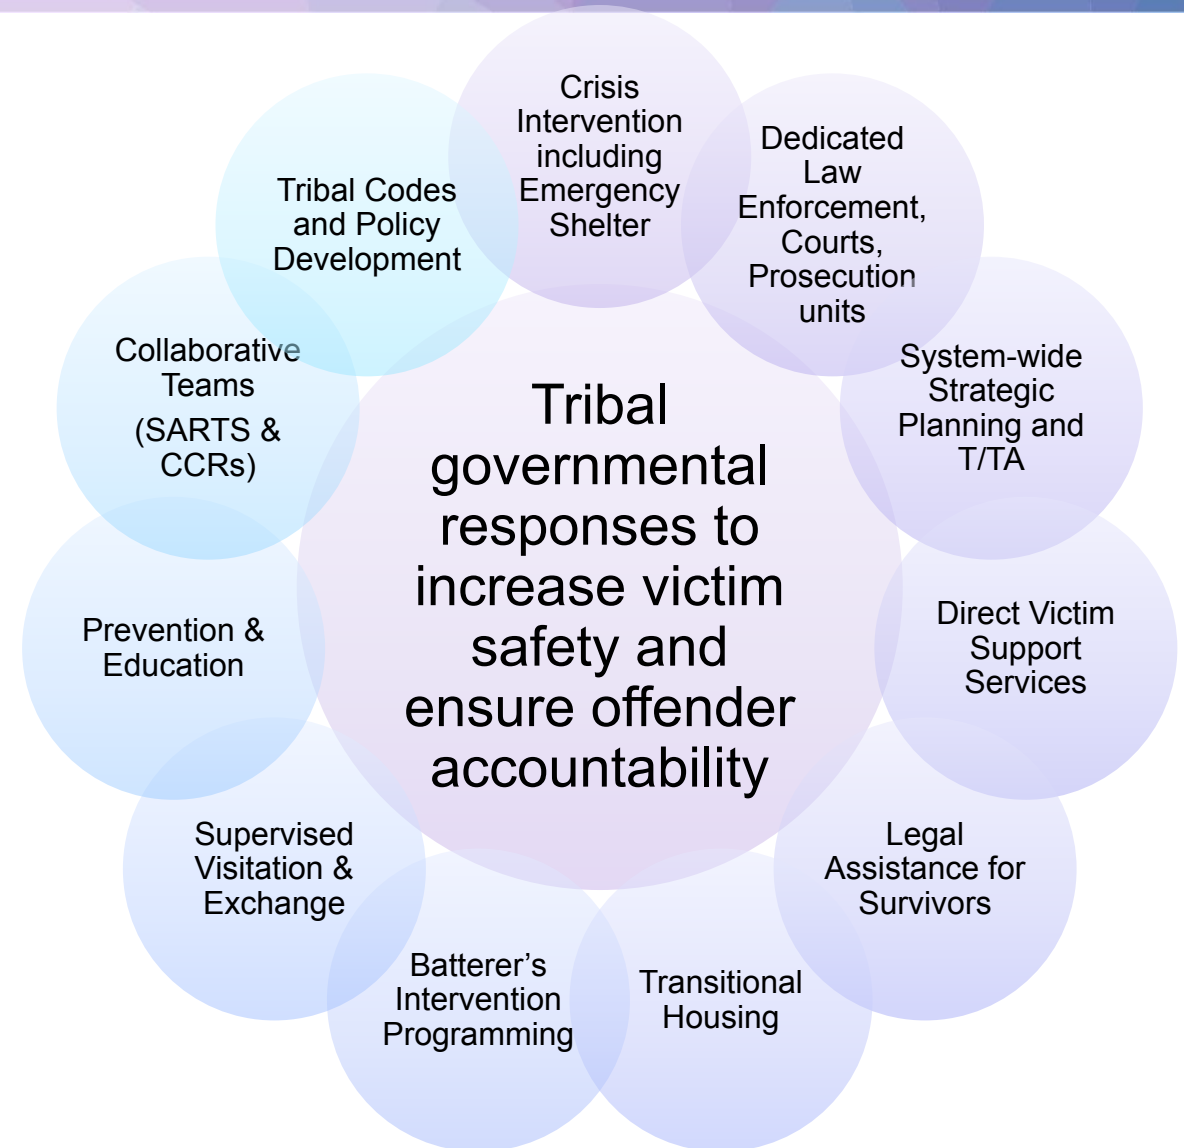 Crisis
Intervention
including
Emergency
Shelter
Dedicated
Law
Enforcement,
Courts,
Prosecution
units
System-wide
Strategic
Planning and
T/TA
Direct Victim
Support
Services
Legal
Assistance for
Survivors
Transitional
Housing
Batterer’s
Intervention
Programming
Supervised
Visitation &
Exchange
Prevention &
Education
Collaborative
Teams
(SARTS &
CCRs)
Tribal Codes
and Policy
Development
Tribal
governmental
responses to
increase victim
safety and
ensure offender
accountability